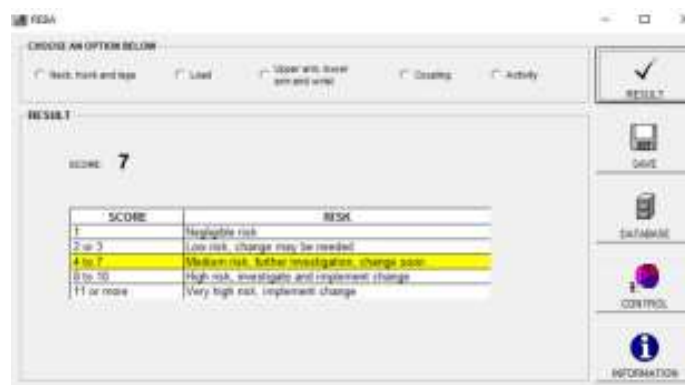 REBA
CHOOSE AN OPTION BELOW
Neck, trunk and legs
Load
Upper arm, lower
arm and wrist
Coupling
Activity
RESULT
SCORE: 7
SCORE RISK
1 Negligible risk
2 or 3 Low risk, change may be needed
4 to 7 Medium risk, further investigation, change soon
8 to 10 High risk, investigate and implement change
11 or more Very high risk, implement change
RESULT
SAVE
DATABASE
CONTROL
INFORMATION